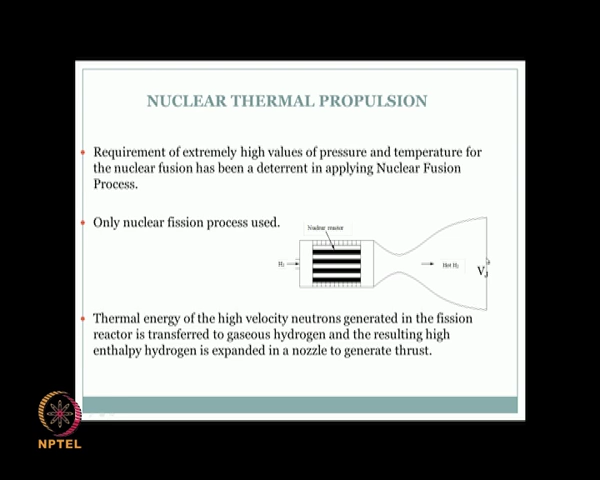 NUCLEAR THERMAL PROPULSION
Requirement of extremely high values of pressure and temperature for
the nuclear fusion has been a deterrent in applying Nuclear Fusion
Process.
Only nuclear fission process used.
Nuclear reactor
H₂
Hot H₂
VJ
Thermal energy of the high velocity neutrons generated in the fission
reactor is transferred to gaseous hydrogen and the resulting high
enthalpy hydrogen is expanded in a nozzle to generate thrust.
NPTEL